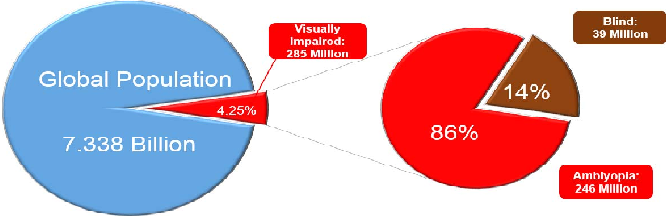 Global Population
7.338 Billion
4.25%
Visually
Impaired:
285 Million
86%
14%
Blind:
39 Million
Amblyopia:
246 Million